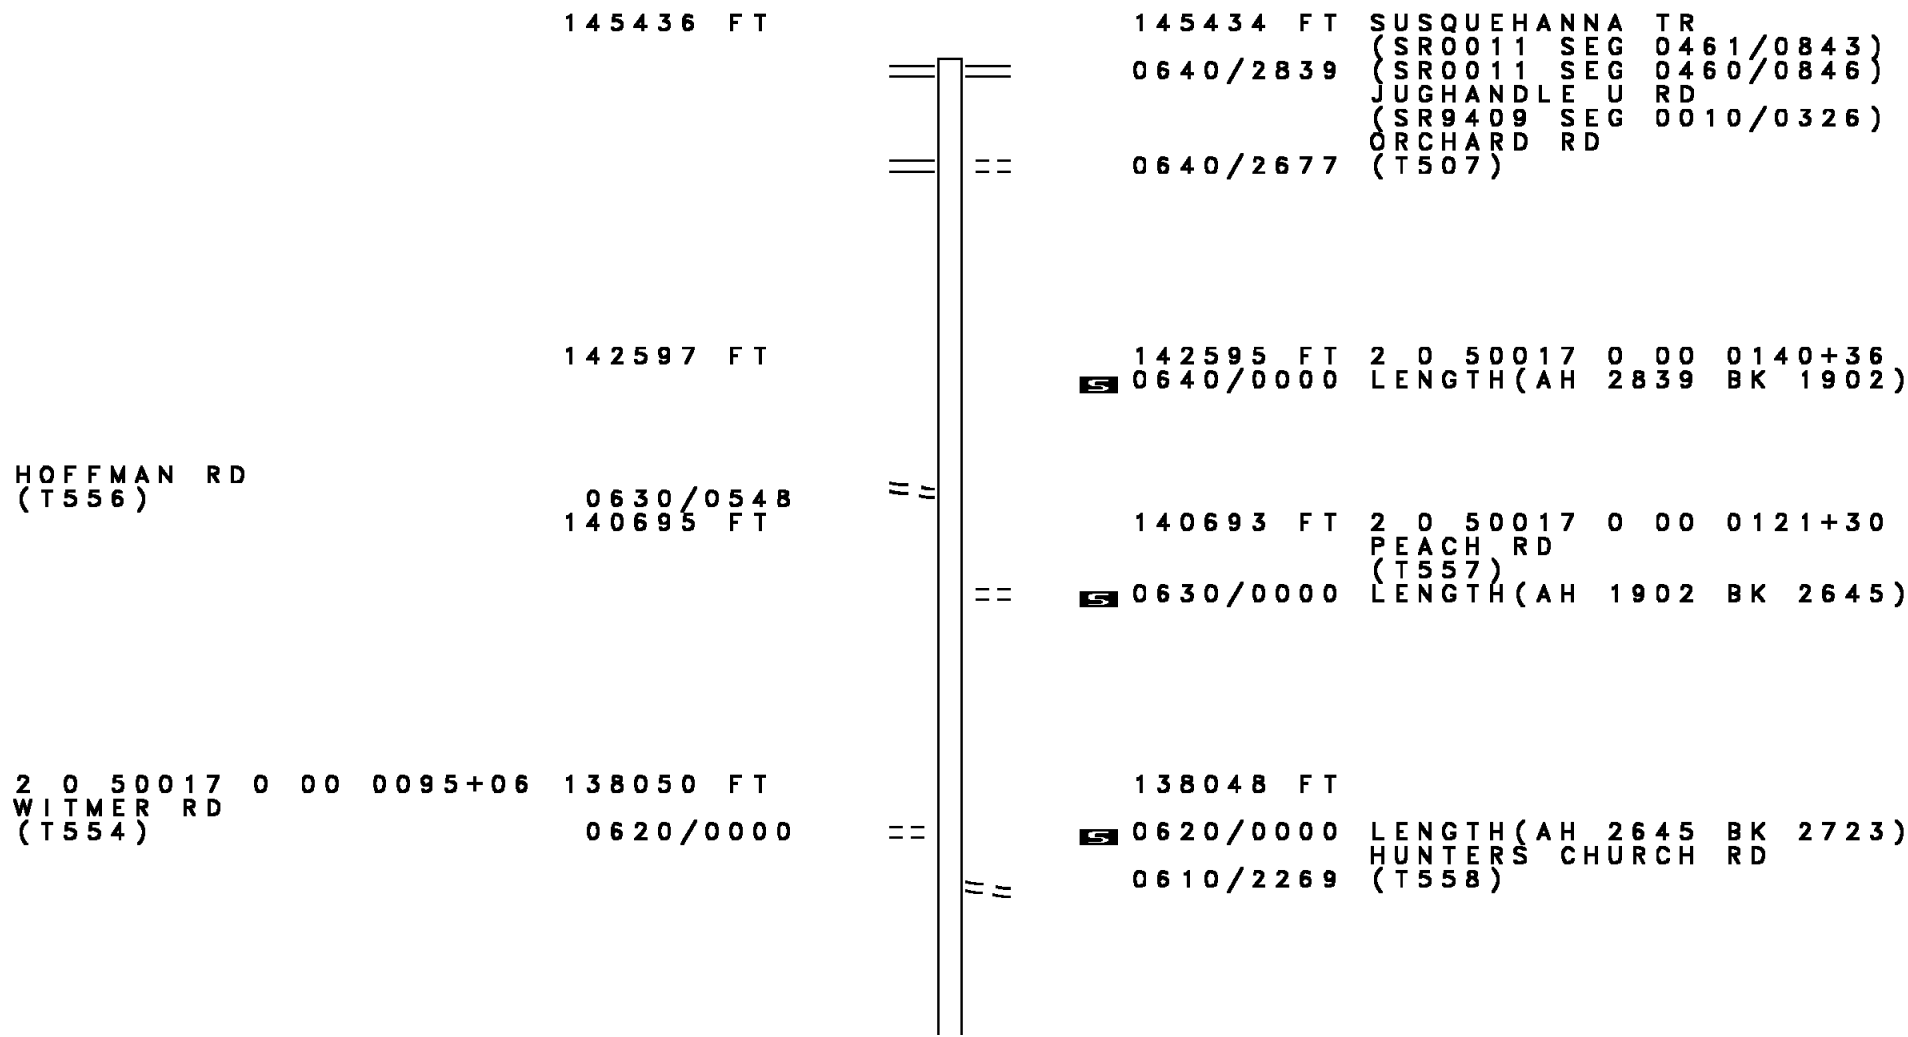 145436 FT 145434 FT SUSQUEHANNA TR
(SR0011 SEG 0461/0843)
0640/2839 (SR0011 SEG 0460/0846)
JUGHANDLE U RD
(SR9409 SEG 0010/0326)
ORCHARD RD
0640/2677 (T507)
142597 FT 142595 FT 2 0 50017 0 00 0140+36
S 0640/0000 LENGTH(AH 2839 BK 1902)
HOFFMAN RD
(T556) 0630/0548
140695 FT 140693 FT 2 0 50017 0 00 0121+30
PEACH RD
(T557)
S 0630/0000 LENGTH(AH 1902 BK 2645)
2 0 50017 0 00 0095+06 138050 FT 138048 FT
WITMER RD
(T554) 0620/0000 S 0620/0000 LENGTH(AH 2645 BK 2723)
HUNTERS CHURCH RD
0610/2269 (T558)